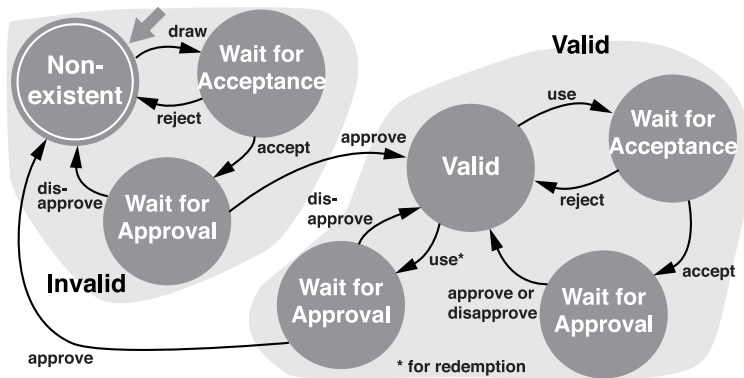 draw
Wait for
Acceptance
Non-
existent
reject
accept
dis-
approve
Wait for
Approval
Invalid
approve
Valid
use
Wait for
Acceptance
Valid
reject
dis-
approve
use*
accept
Wait for
Approval
approve or
disapprove
Wait for
Approval
approve
* for redemption